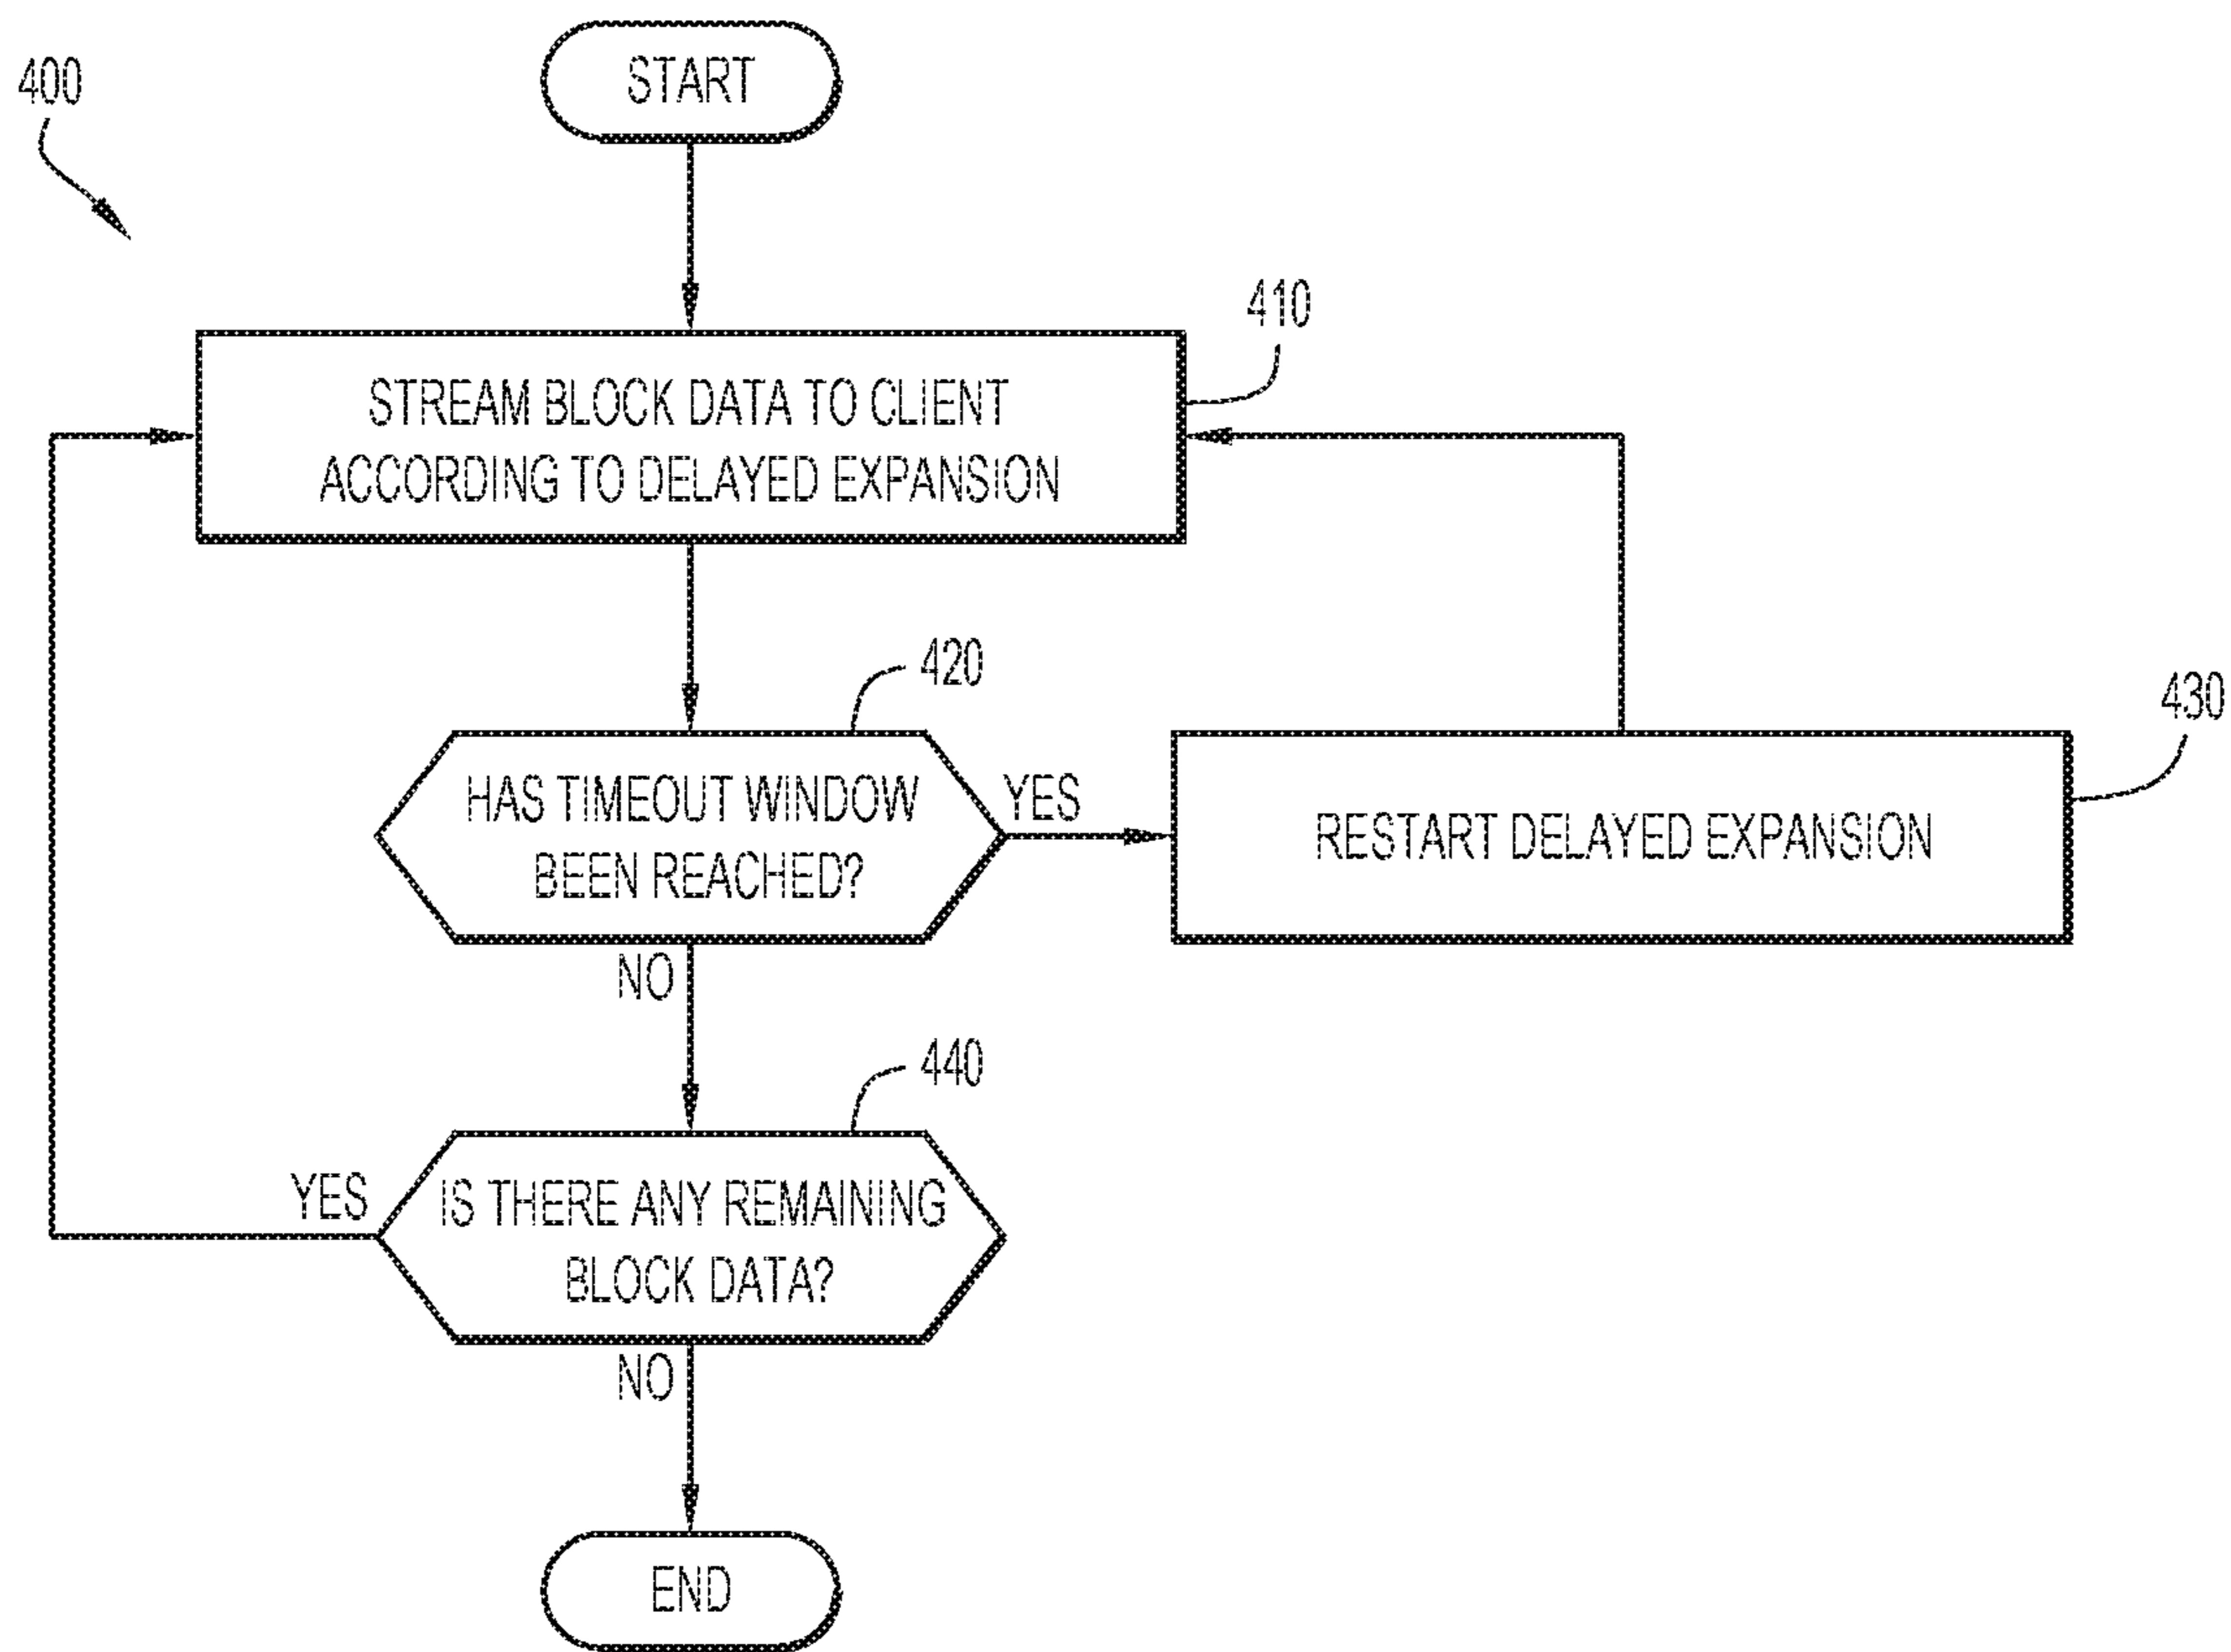 400
START
410
STREAM BLOCK DATA TO CLIENT
ACCORDING TO DELAYED EXPANSION
420
HAS TIMEOUT WINDOW
BEEN REACHED?
YES
430
RESTART DELAYED EXPANSION
NO
440
IS THERE ANY REMAINING
BLOCK DATA?
YES
NO
END